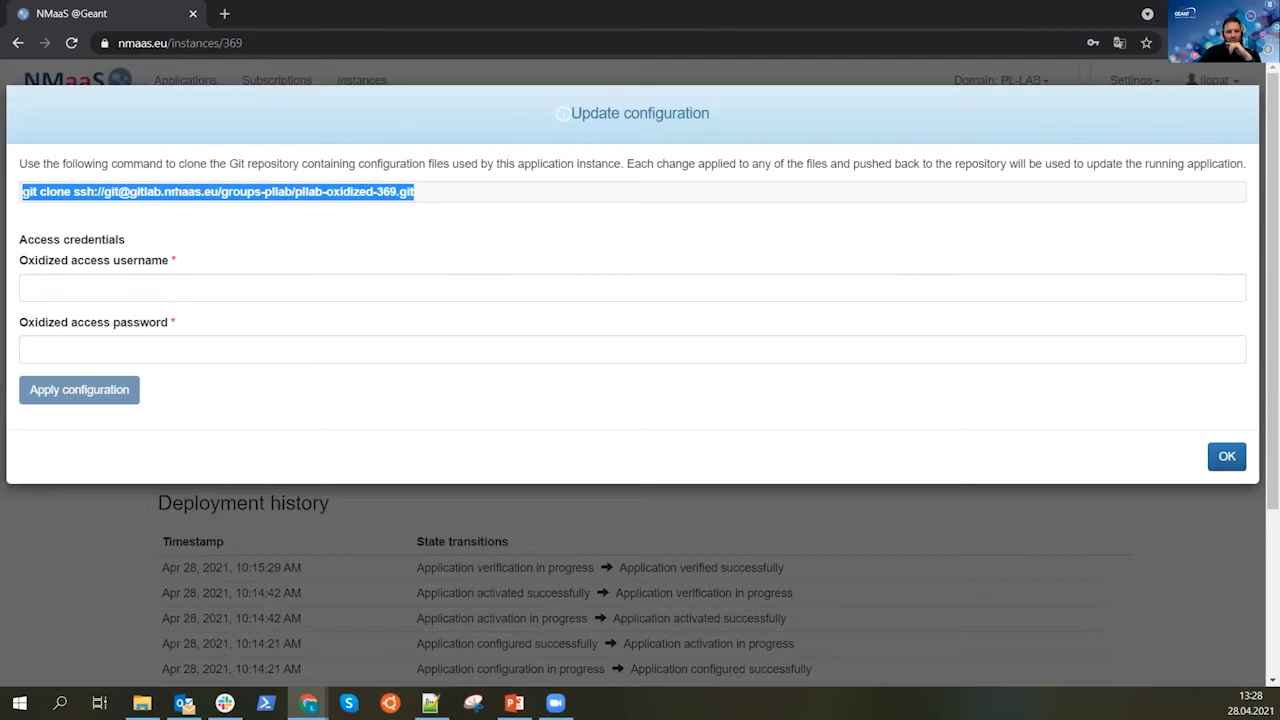 NMaaS @Geant
nmaas.eu/instances/369
GÉANT
NMaaS
Applications
Subscriptions
Instances
Domain: PL-LAB
Settings
llopat
Update configuration
Use the following command to clone the Git repository containing configuration files used by this application instance. Each change applied to any of the files and pushed back to the repository will be used to update the running application.
git clone ssh://git@gitlab.nmaas.eu/groups-pllab/pllab-oxidized-369.git
Access credentials
Oxidized access username *
Oxidized access password *
Apply configuration
OK
Deployment history
Timestamp State transitions
Apr 28, 2021, 10:15:29 AM Application verification in progress ➔ Application verified successfully
Apr 28, 2021, 10:14:42 AM Application activated successfully ➔ Application verification in progress
Apr 28, 2021, 10:14:42 AM Application activation in progress ➔ Application activated successfully
Apr 28, 2021, 10:14:21 AM Application configured successfully ➔ Application activation in progress
Apr 28, 2021, 10:14:21 AM Application configuration in progress ➔ Application configured successfully
13:28
28.04.2021